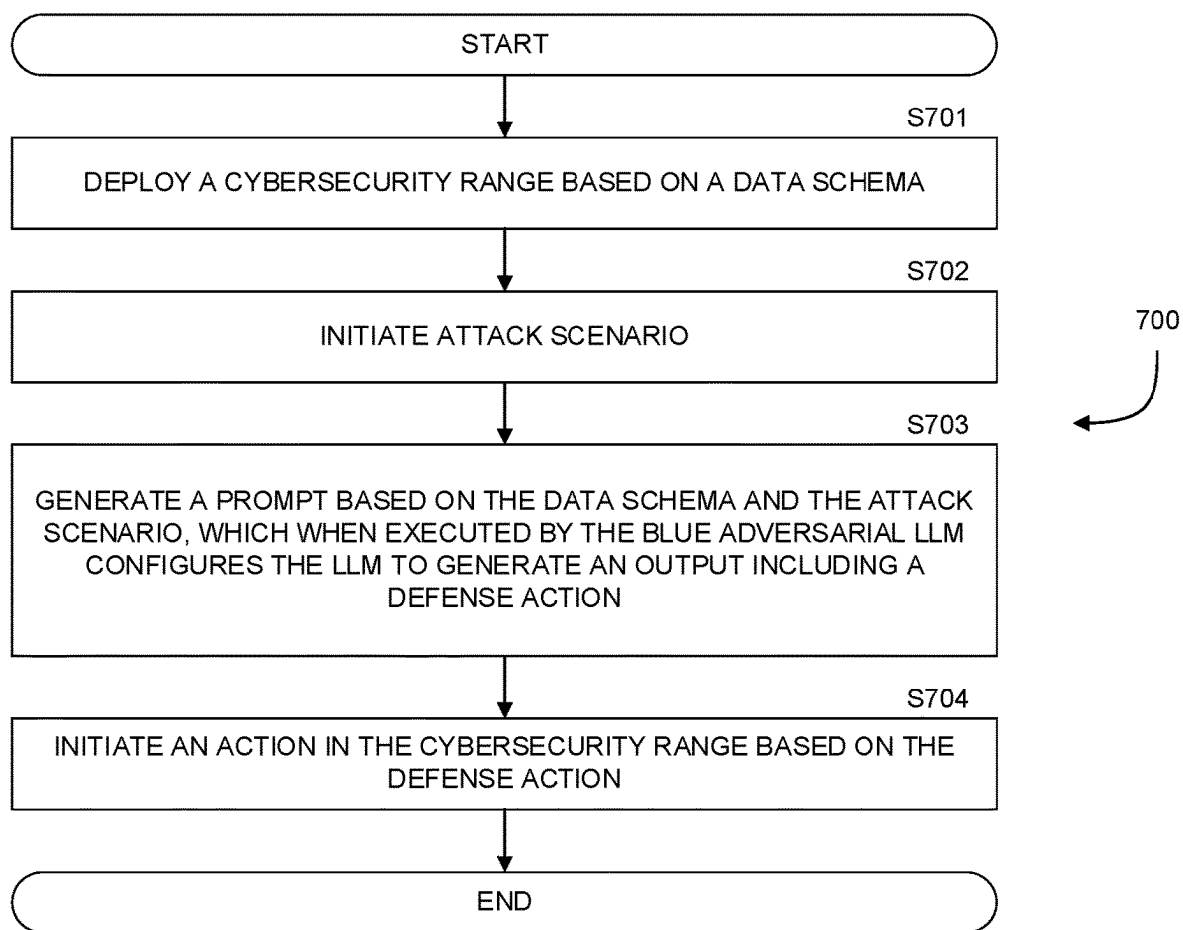 START
S701
DEPLOY A CYBERSECURITY RANGE BASED ON A DATA SCHEMA
S702
INITIATE ATTACK SCENARIO
700
S703
GENERATE A PROMPT BASED ON THE DATA SCHEMA AND THE ATTACK
SCENARIO, WHICH WHEN EXECUTED BY THE BLUE ADVERSARIAL LLM
CONFIGURES THE LLM TO GENERATE AN OUTPUT INCLUDING A
DEFENSE ACTION
S704
INITIATE AN ACTION IN THE CYBERSECURITY RANGE BASED ON THE
DEFENSE ACTION
END